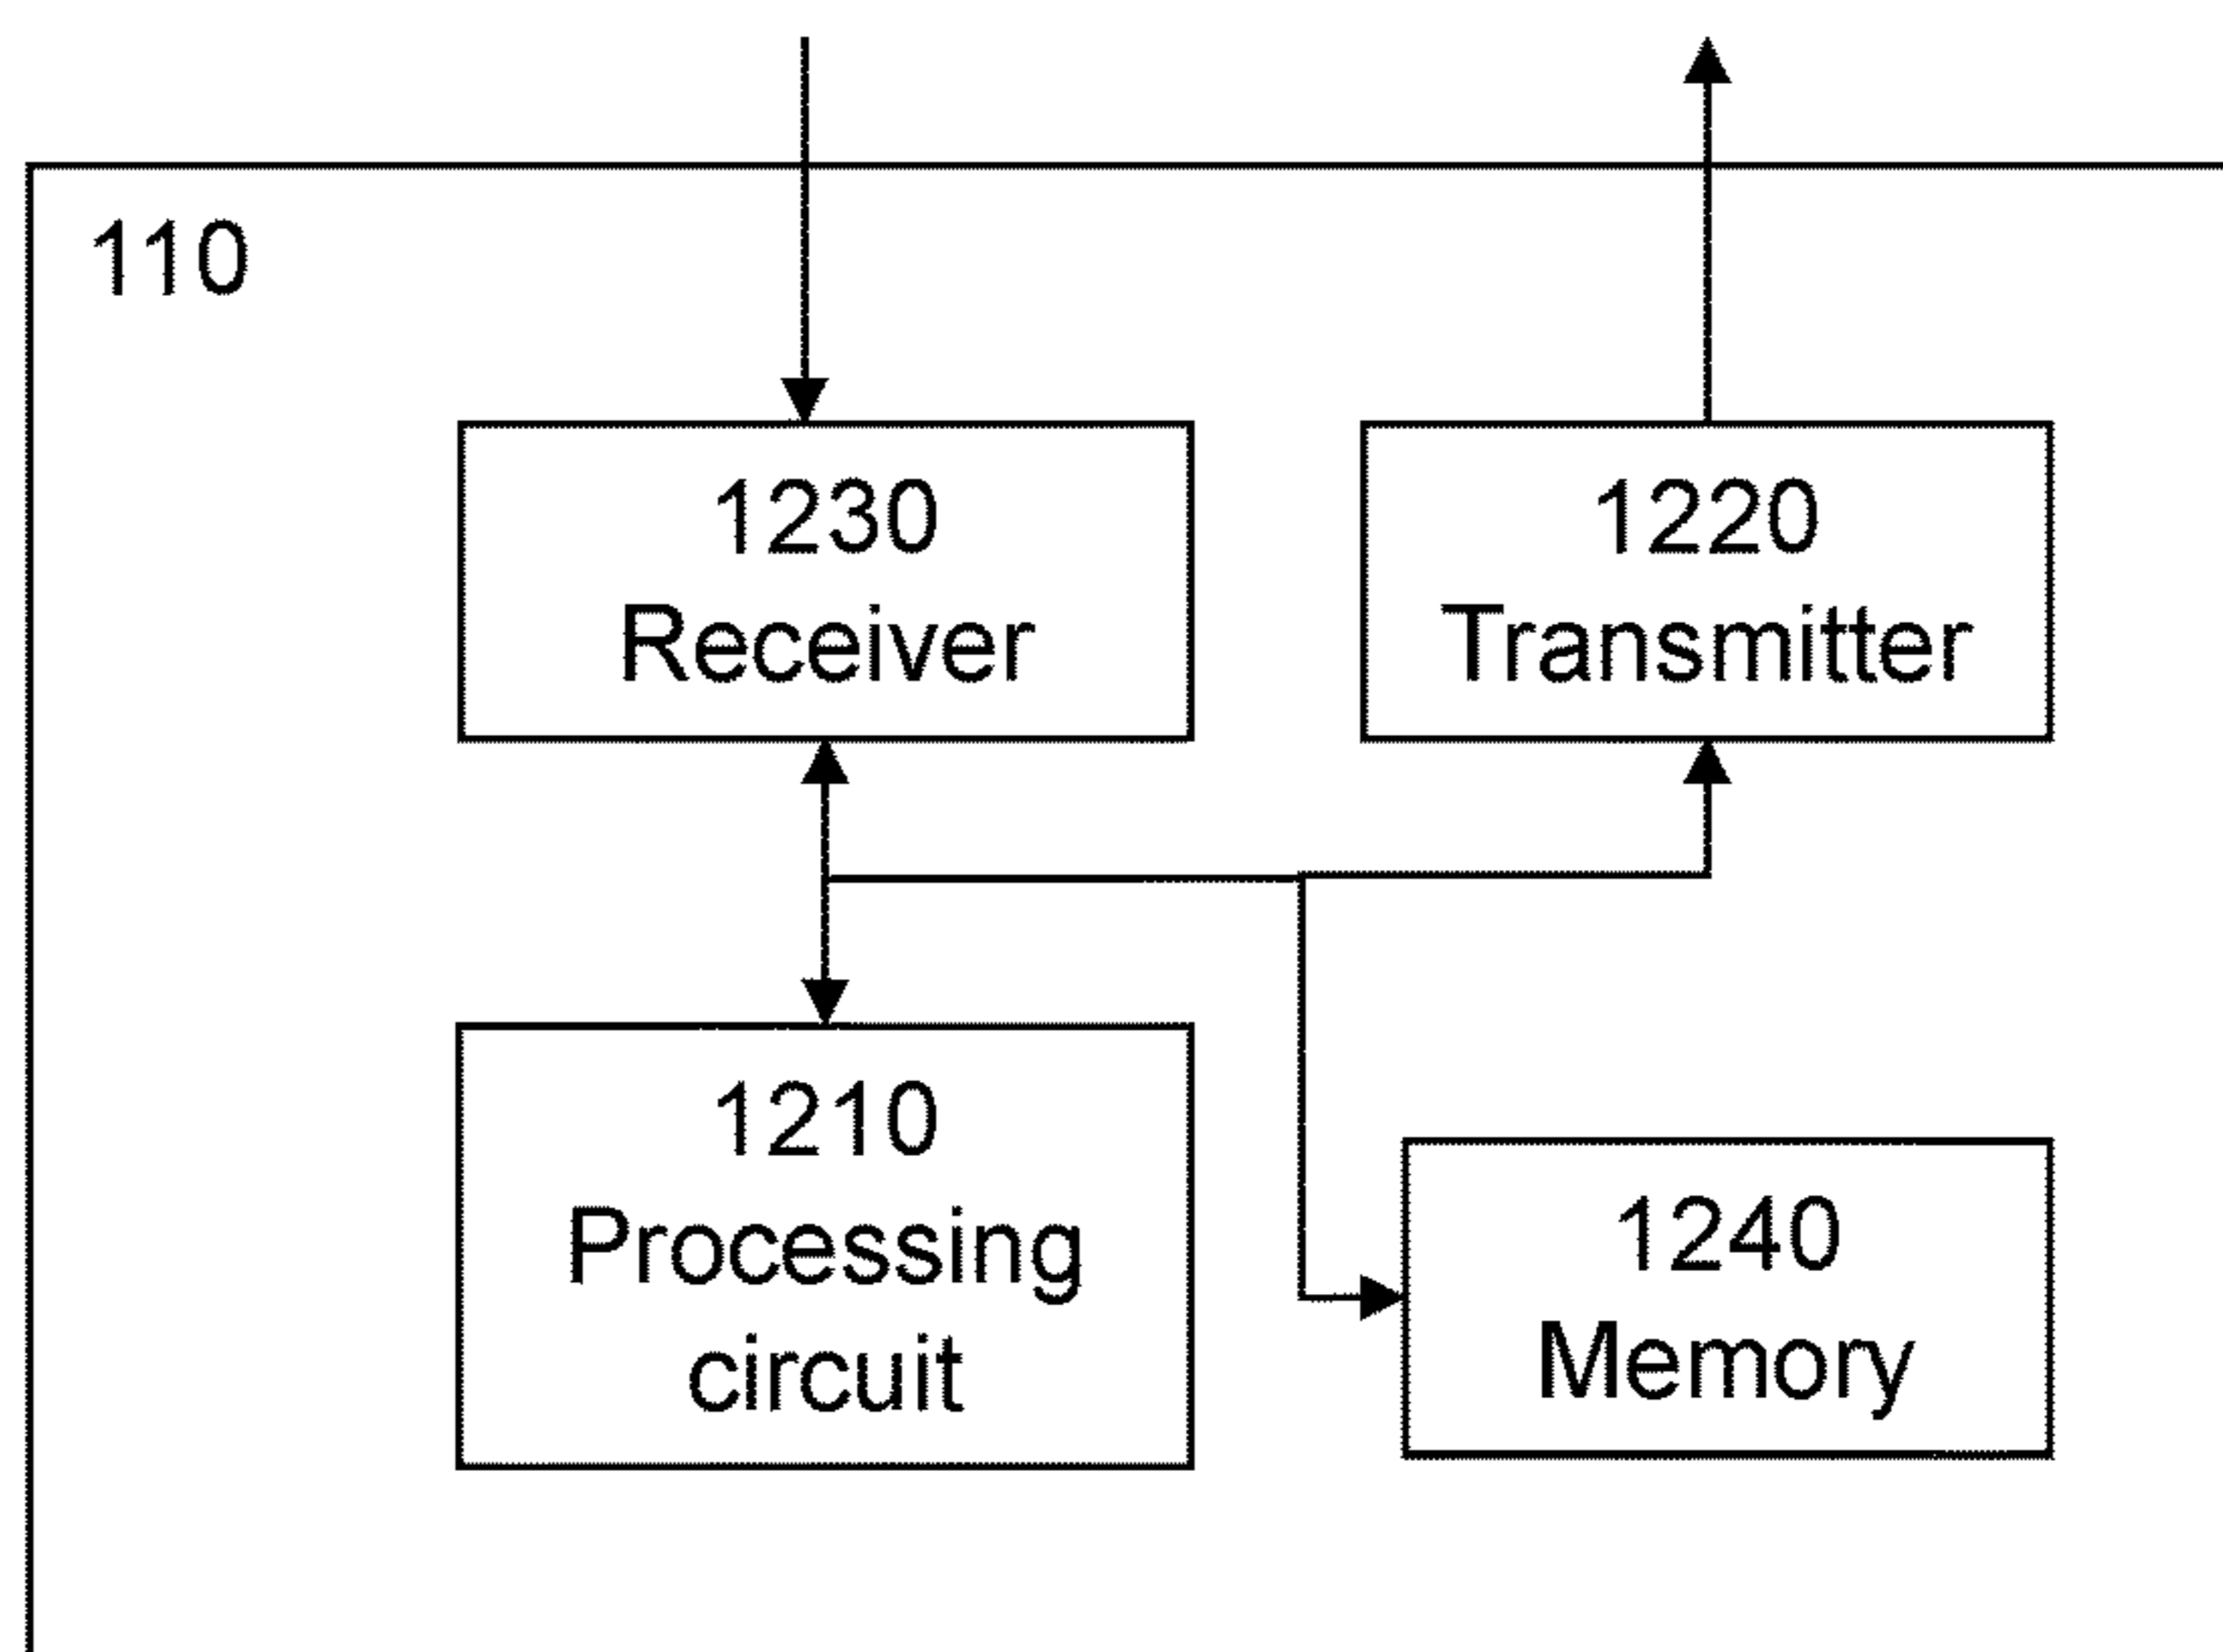 110
1230
Receiver
1220
Transmitter
1210
Processing
circuit
1240
Memory